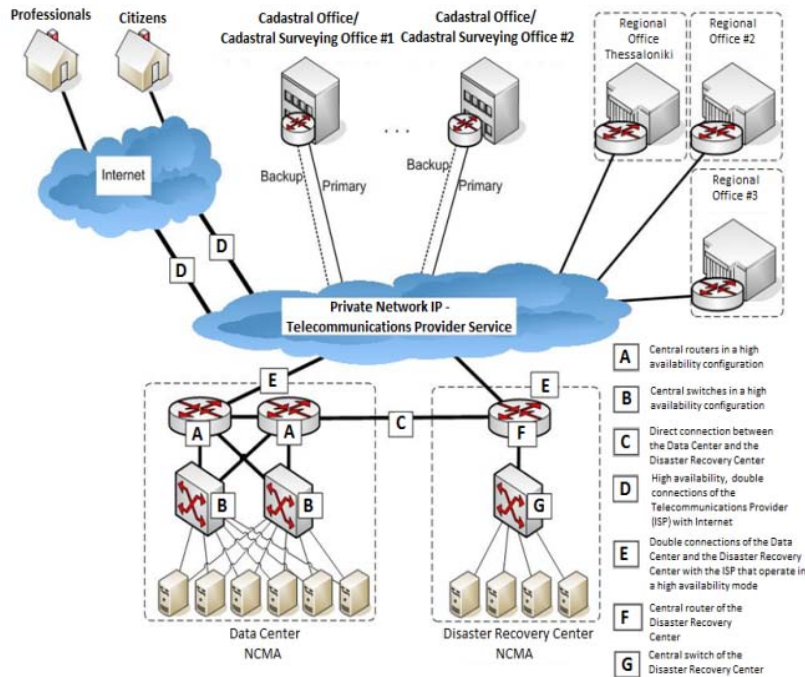 Professionals
Citizens
Cadastral Office/
Cadastral Surveying Office #1
Cadastral Office/
Cadastral Surveying Office #2
Regional
Office
Thessaloniki
Regional
Office #2
Internet
. . .
Backup
Primary
Backup
Primary
Regional
Office #3
D
D
Private Network IP -
Telecommunications Provider Service
E
E
A
A
C
F
B
B
G
Data Center
NCMA
Disaster Recovery Center
NCMA
A
Central routers in a high
availability configuration
B
Central switches in a high
availability configuration
C
Direct connection between
the Data Center and the
Disaster Recovery Center
D
High availability, double
connections of the
Telecommunications Provider
(ISP) with Internet
E
Double connections of the Data
Center and the Disaster Recovery
Center with the ISP that operate in
a high availability mode
F
Central router of the
Disaster Recovery
Center
G
Central switch of the
Disaster Recovery Center